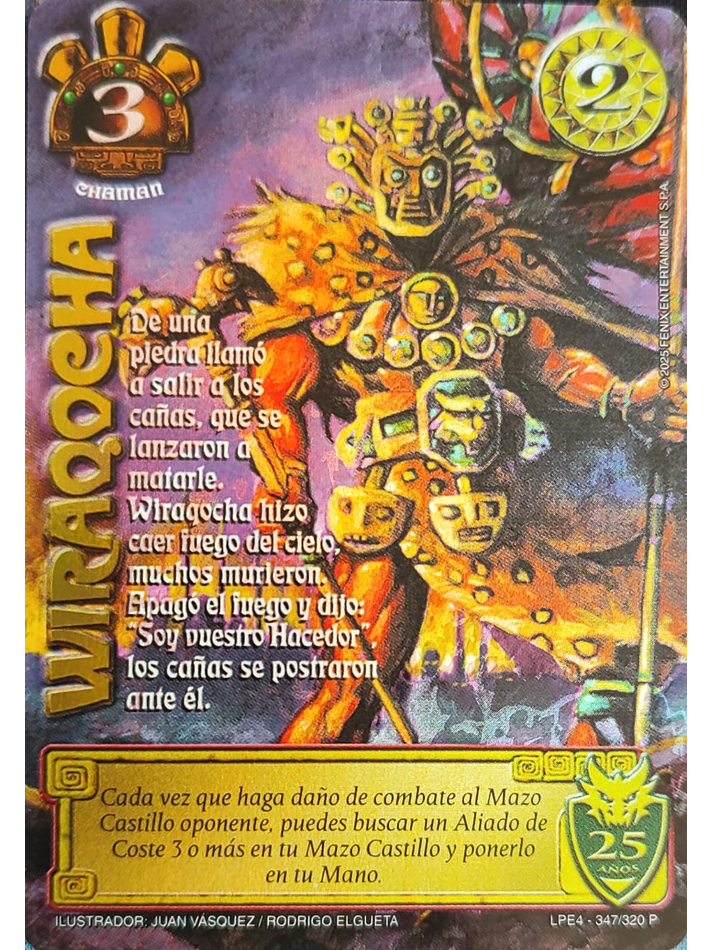 3
CHAMAN
2
WIRAQOCHA
De una
piedra llamó
a salir a los
cañas, que se
lanzaron a
matarle.
Wiraqocha hizo
caer fuego del cielo,
muchos murieron.
Apagó el fuego y dijo:
“Soy vuestro Hacedor”,
los cañas se postraron
ante él.
© 2025 FENIX ENTERTAINMENT S.P.A.
Cada vez que haga daño de combate al Mazo
Castillo oponente, puedes buscar un Aliado de
Coste 3 o más en tu Mazo Castillo y ponerlo
en tu Mano.
25
AÑOS
ILUSTRADOR: JUAN VÁSQUEZ / RODRIGO ELGUETA
LPE4 - 347/320 P